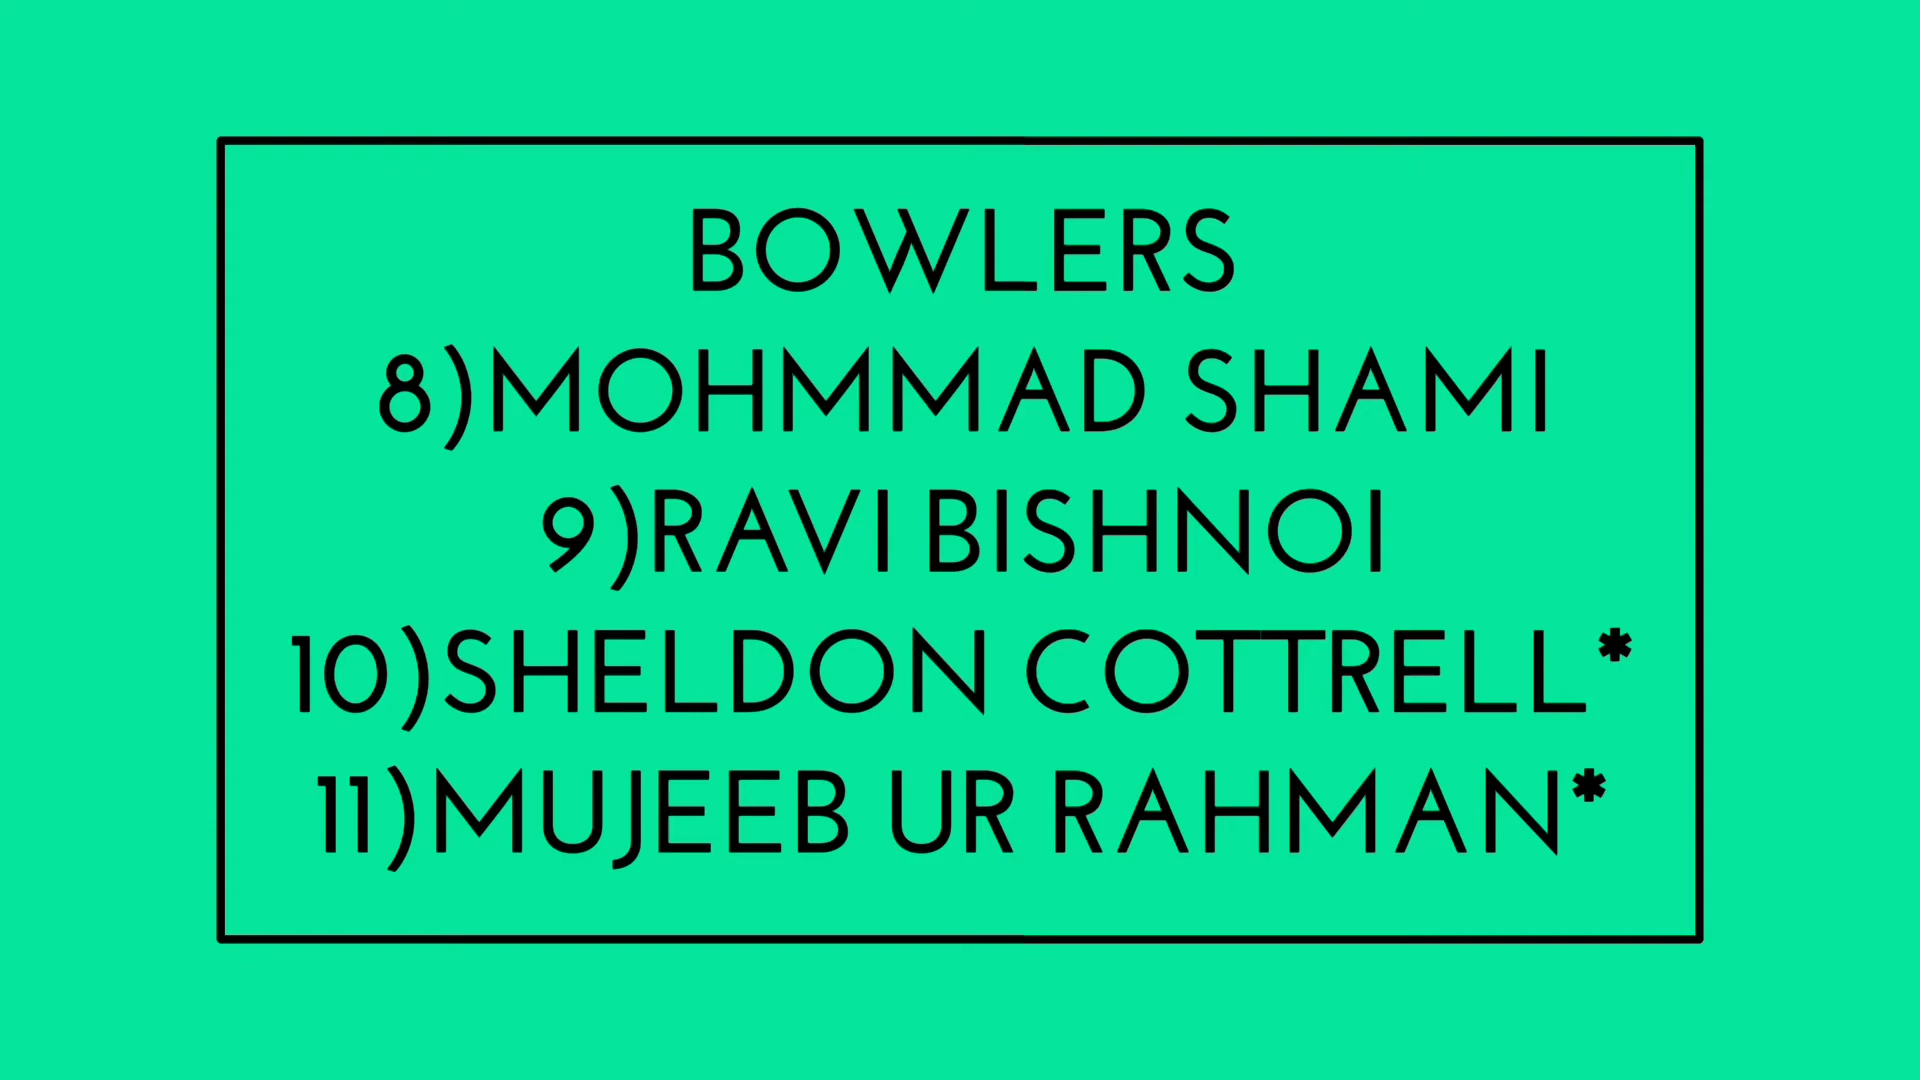 BOWLERS
8)MOHMMAD SHAMI
9)RAVI BISHNOI
10)SHELDON COTTRELL*
11)MUJEEB UR RAHMAN*